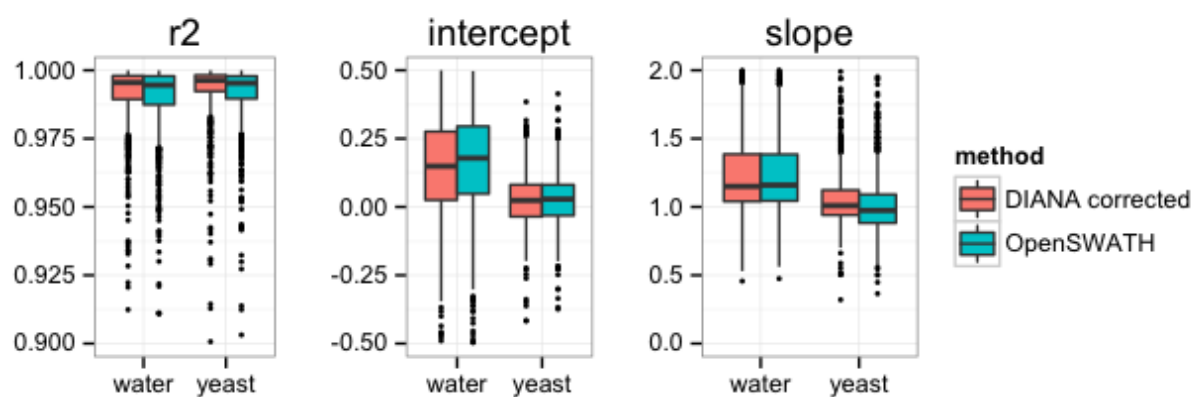 r2
1.000
0.975
0.950
0.925
0.900
water yeast
intercept
0.50
0.25
0.00
-0.25
-0.50
water yeast
slope
2.0
1.5
1.0
0.5
0.0
water yeast
method
DIANA corrected
OpenSWATH